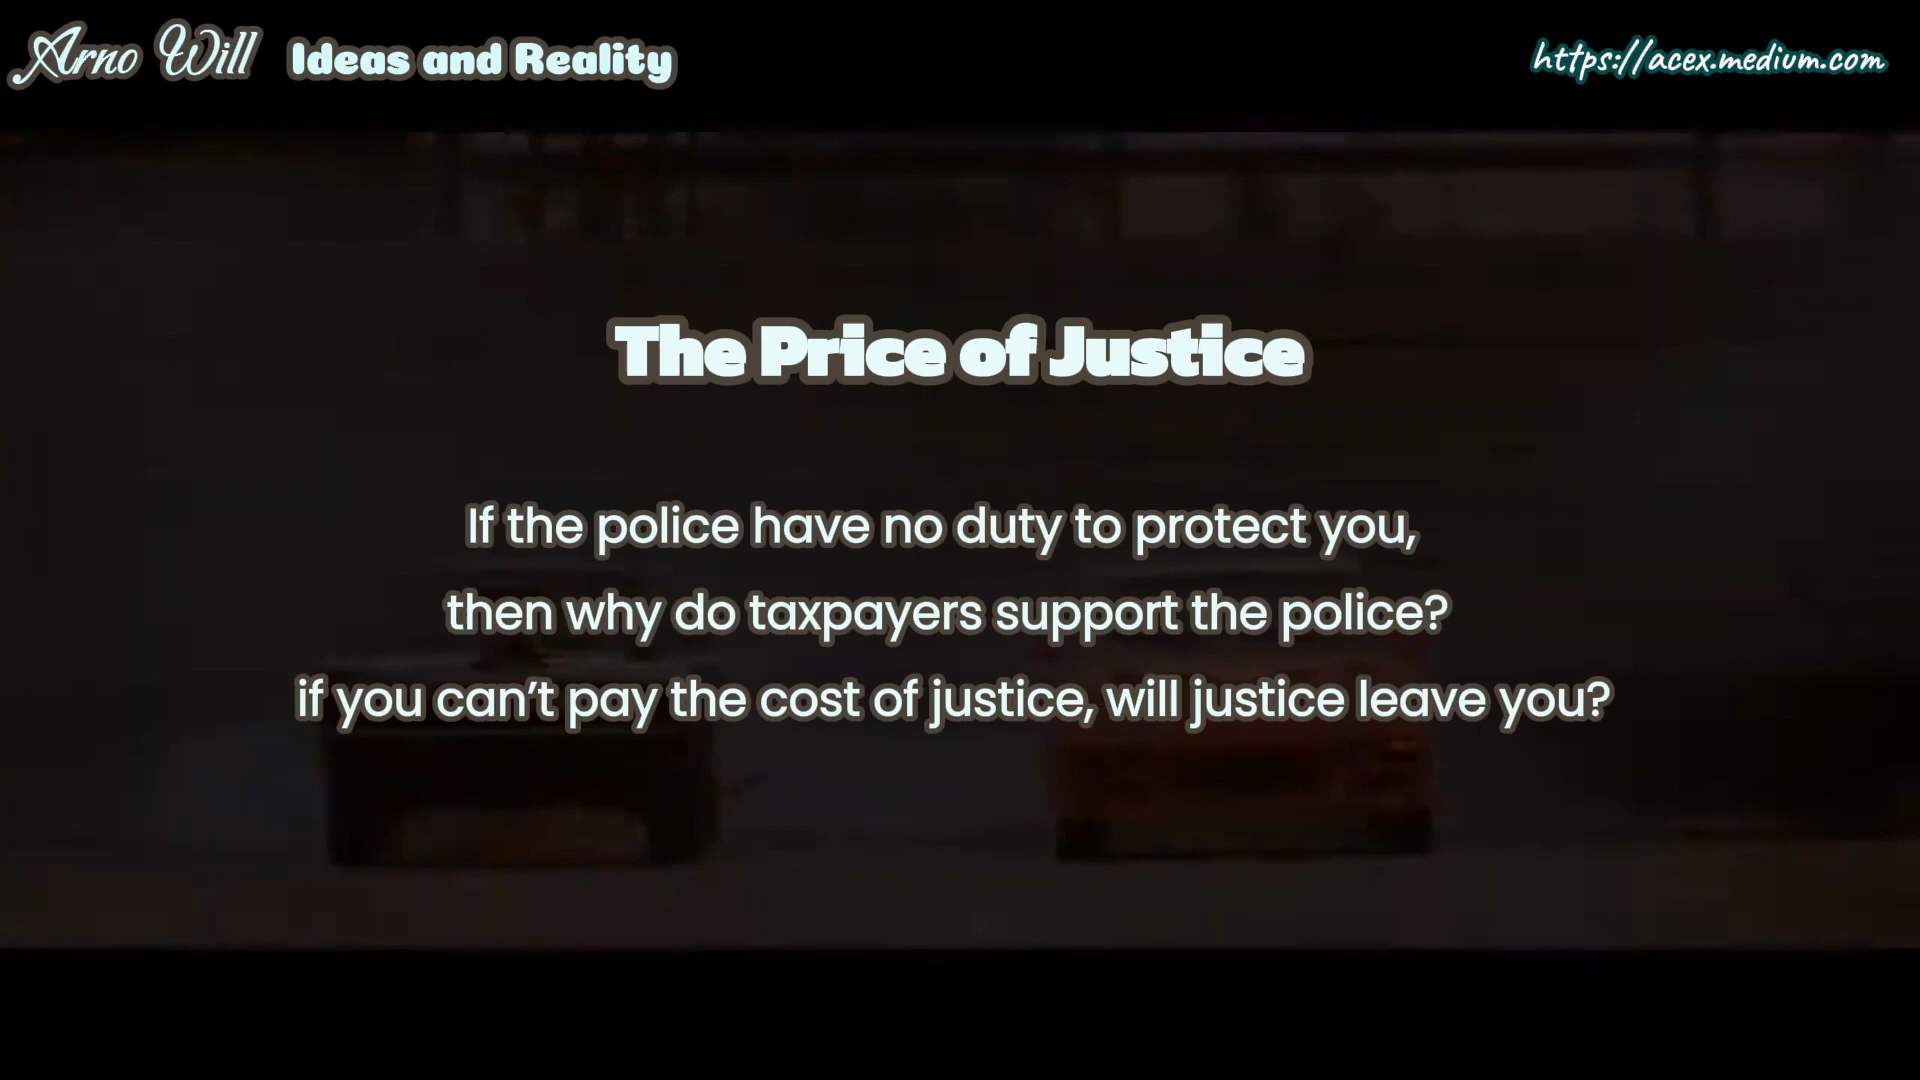 Arno Will Ideas and Reality
https://acex.medium.com
The Price of Justice
If the police have no duty to protect you,
then why do taxpayers support the police?
if you can’t pay the cost of justice, will justice leave you?